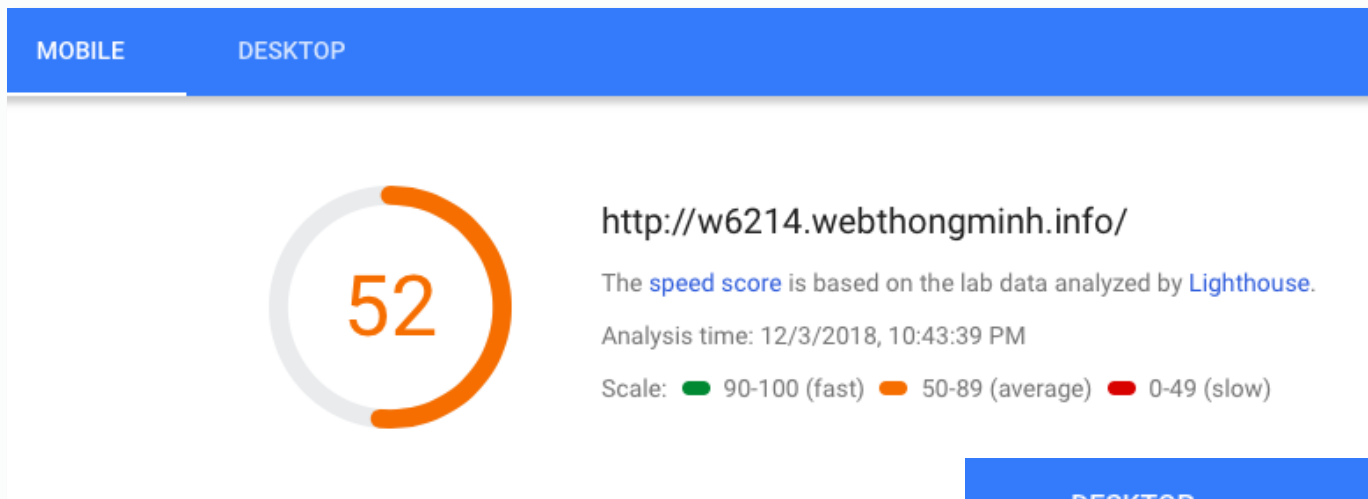 MOBILE DESKTOP
52
http://w6214.webthongminh.info/
The speed score is based on the lab data analyzed by Lighthouse.
Analysis time: 12/3/2018, 10:43:39 PM
Scale: 90-100 (fast) 50-89 (average) 0-49 (slow)
DESKTOP